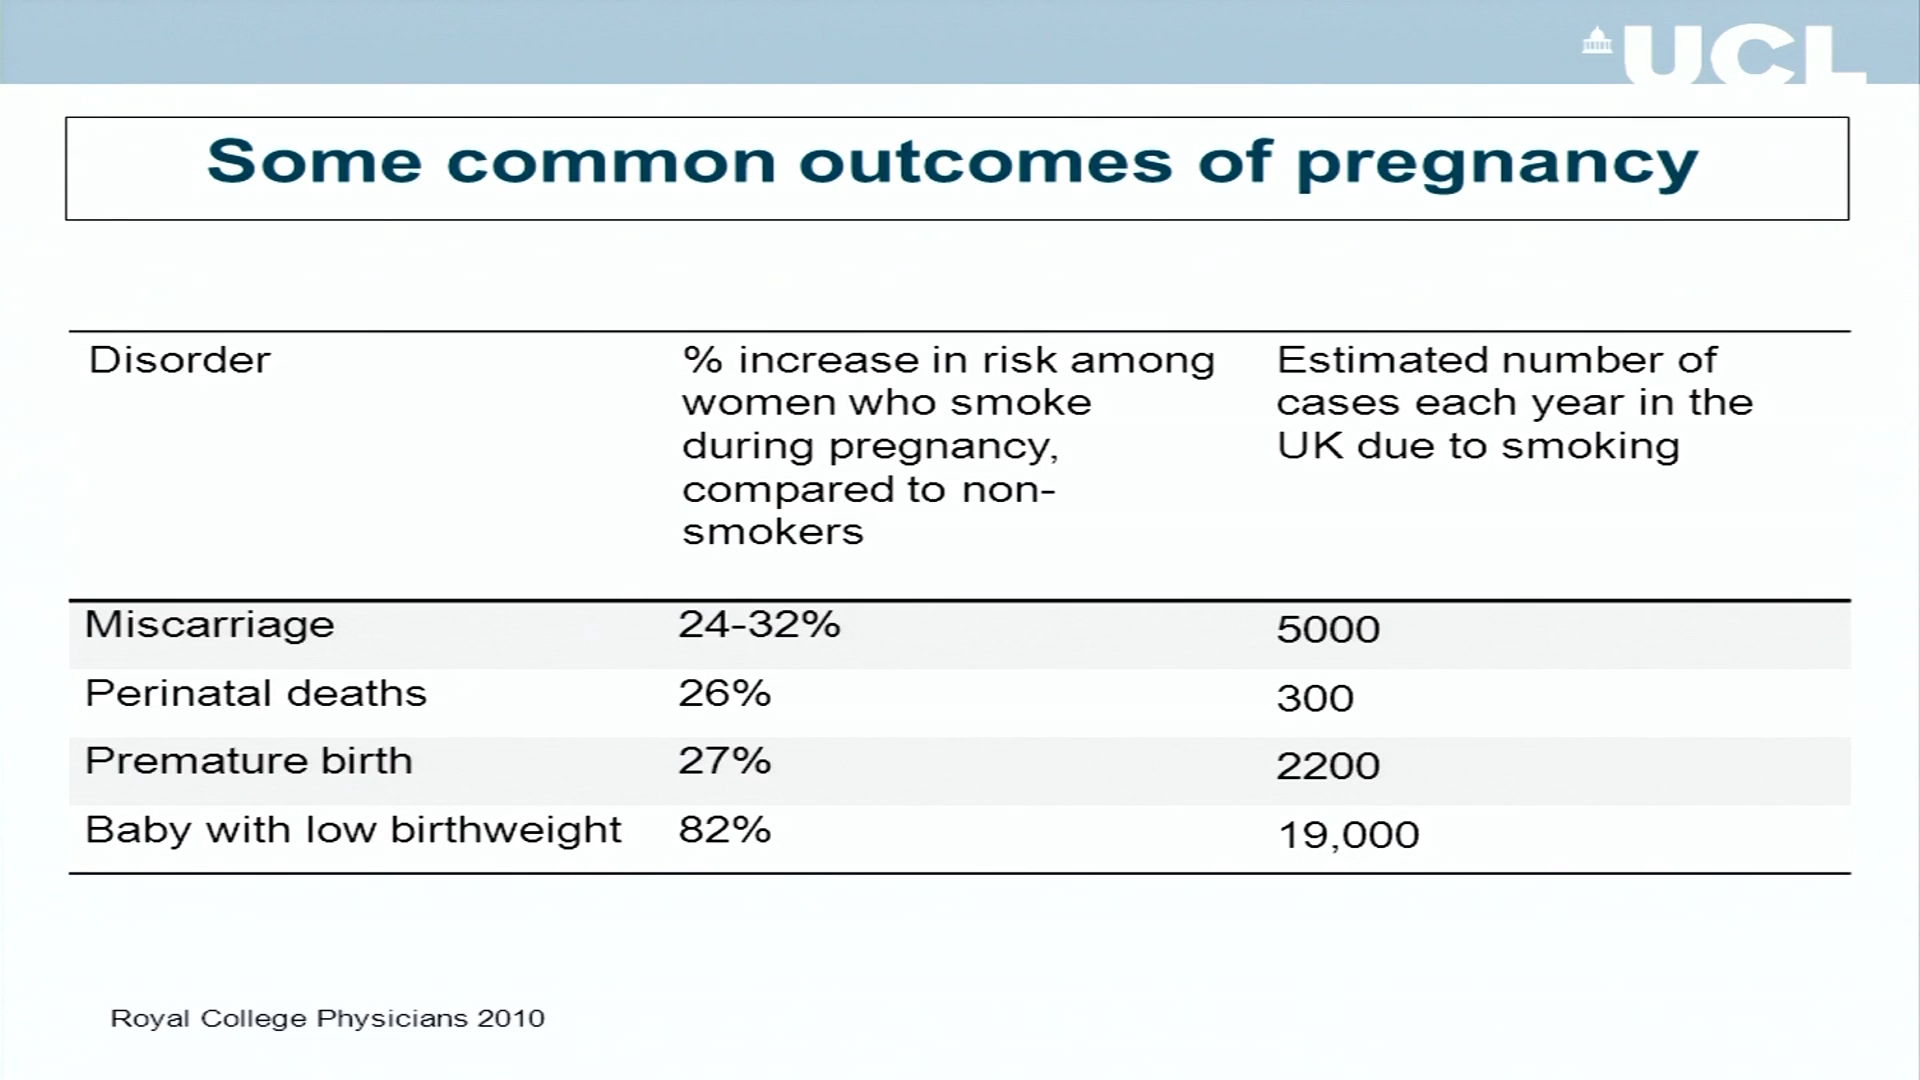 UCL
Some common outcomes of pregnancy
Disorder
% increase in risk among
women who smoke
during pregnancy,
compared to non-
smokers
Estimated number of
cases each year in the
UK due to smoking
Miscarriage 24-32% 5000
Perinatal deaths 26% 300
Premature birth 27% 2200
Baby with low birthweight 82% 19,000
Royal College Physicians 2010